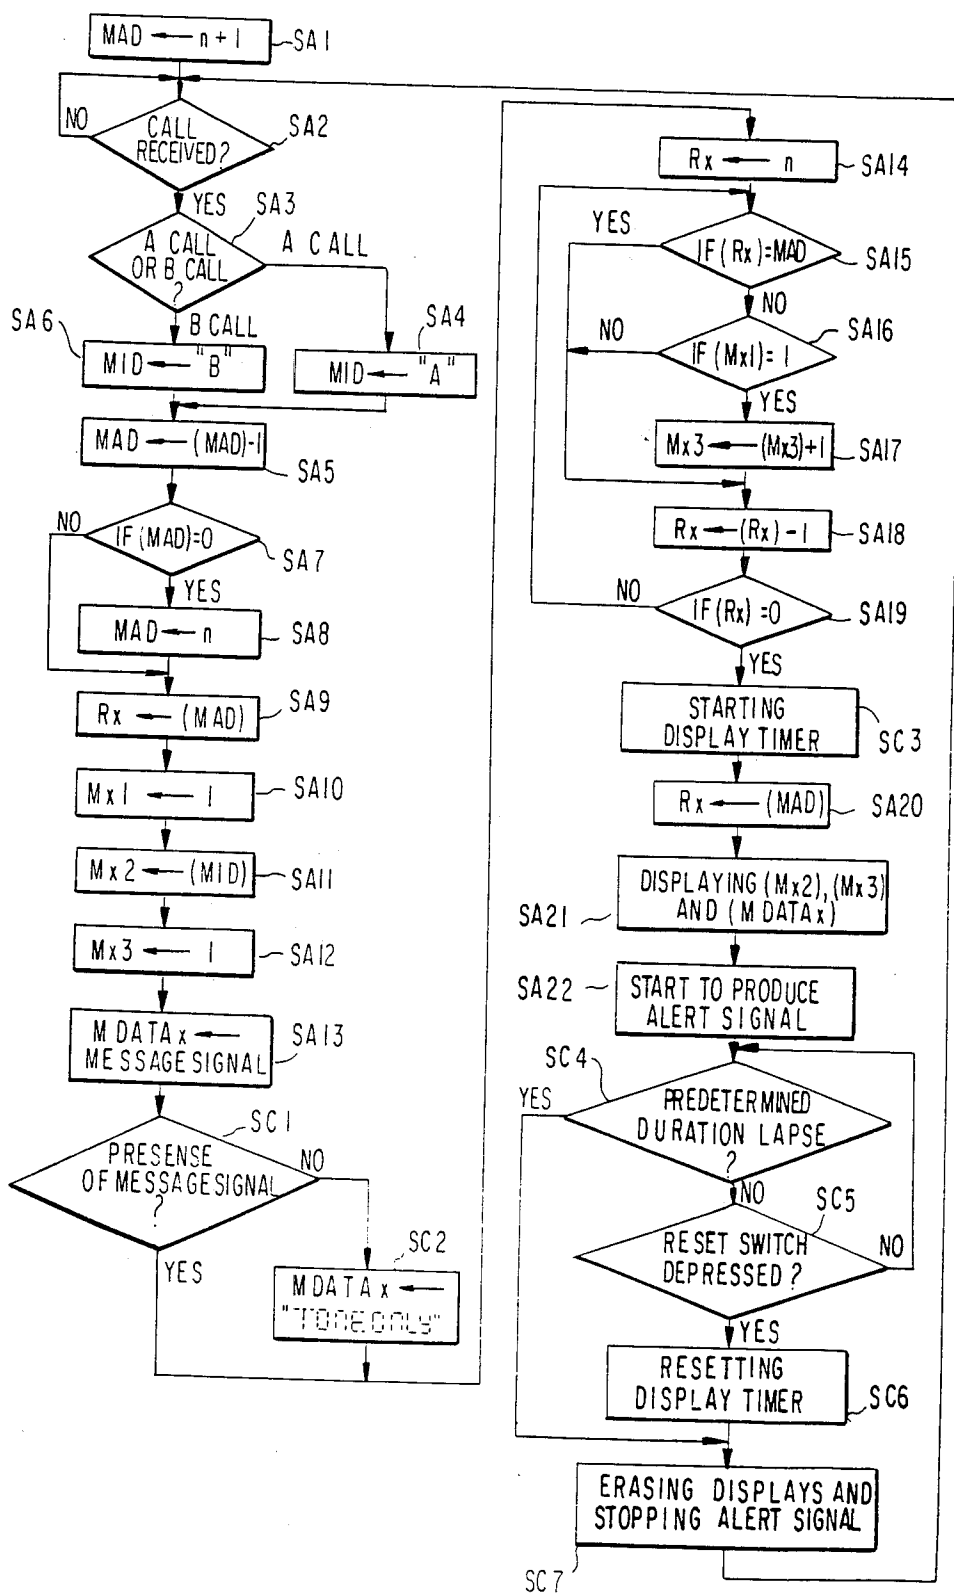 MAD ← n+1
SA1
NO
CALL
RECEIVED?
SA2
YES
SA3
A CALL
OR B CALL
?
A CALL
SA6
B CALL
SA4
MID ← "B"
MID ← "A"
MAD ← (MAD)-1
SA5
NO
IF (MAD)=0
SA7
YES
MAD ← n
SA8
Rx ← (MAD)
SA9
Mx1 ← 1
SA10
Mx2 ← (MID)
SA11
Mx3 ← 1
SA12
M DATA x ←
MESSAGE SIGNAL
SA13
SC1
PRESENSE
OF MESSAGE SIGNAL
?
NO
YES
SC2
M DATA x ←
"TONE ONLY"
Rx ← n
SA14
YES
IF (Rx)=MAD
SA15
NO
NO
IF (Mx1)=1
SA16
YES
Mx3 ← (Mx3)+1
SA17
Rx ← (Rx)-1
SA18
NO
IF (Rx)=0
SA19
YES
STARTING
DISPLAY TIMER
SC3
Rx ← (MAD)
SA20
DISPLAYING (Mx2), (Mx3)
AND (M DATA x)
SA21
SA22
START TO PRODUCE
ALERT SIGNAL
SC4
YES
PREDETERMINED
DURATION LAPSE
?
NO
SC5
RESET SWITCH
DEPRESSED?
NO
YES
RESETTING
DISPLAY TIMER
SC6
ERASING DISPLAYS AND
STOPPING ALERT SIGNAL
SC7